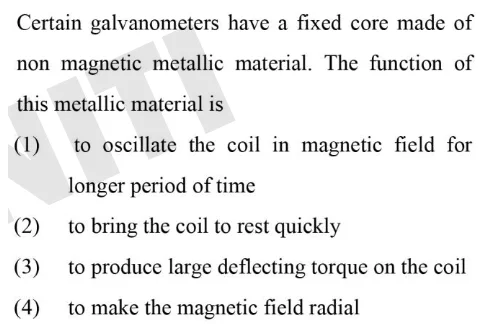 Certain galvanometers have a fixed core made of
non magnetic metallic material. The function of
this metallic material is
(1) to oscillate the coil in magnetic field for
longer period of time
(2) to bring the coil to rest quickly
(3) to produce large deflecting torque on the coil
(4) to make the magnetic field radial